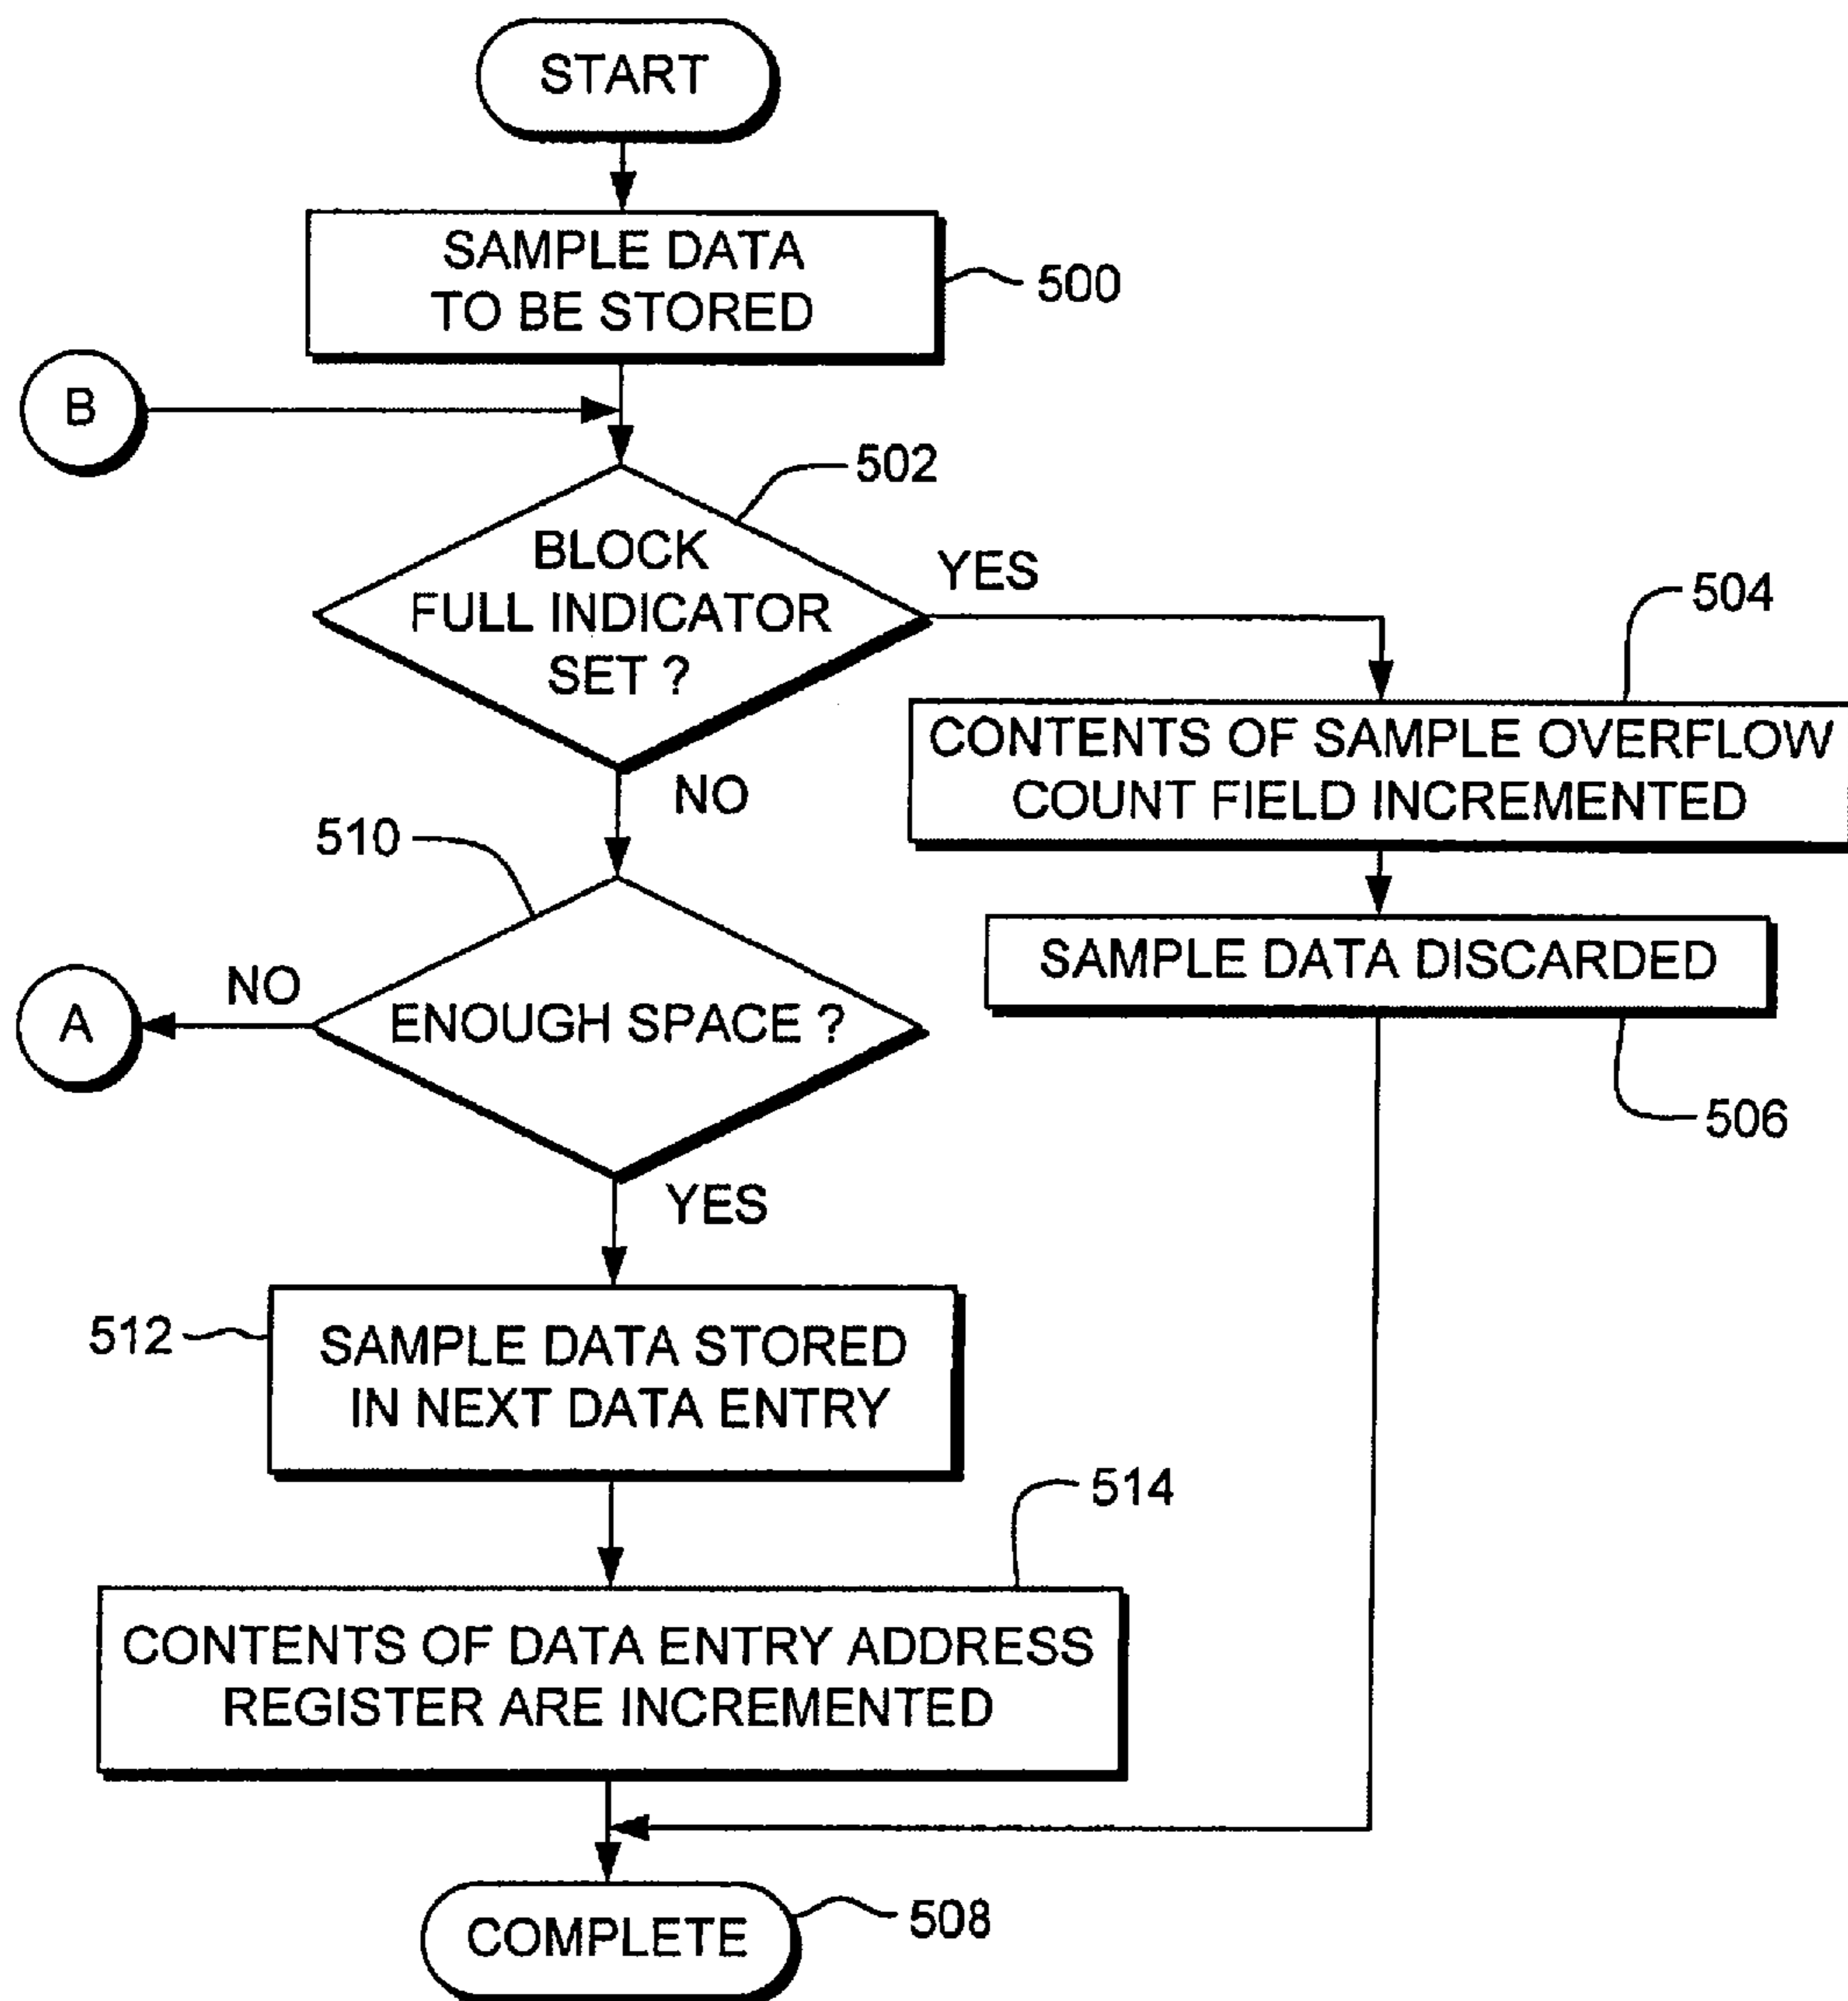 START
SAMPLE DATA
TO BE STORED
500
B
502
BLOCK
FULL INDICATOR
SET ?
YES
504
CONTENTS OF SAMPLE OVERFLOW
COUNT FIELD INCREMENTED
NO
510
SAMPLE DATA DISCARDED
506
A
NO
ENOUGH SPACE ?
YES
512
SAMPLE DATA STORED
IN NEXT DATA ENTRY
514
CONTENTS OF DATA ENTRY ADDRESS
REGISTER ARE INCREMENTED
COMPLETE
508